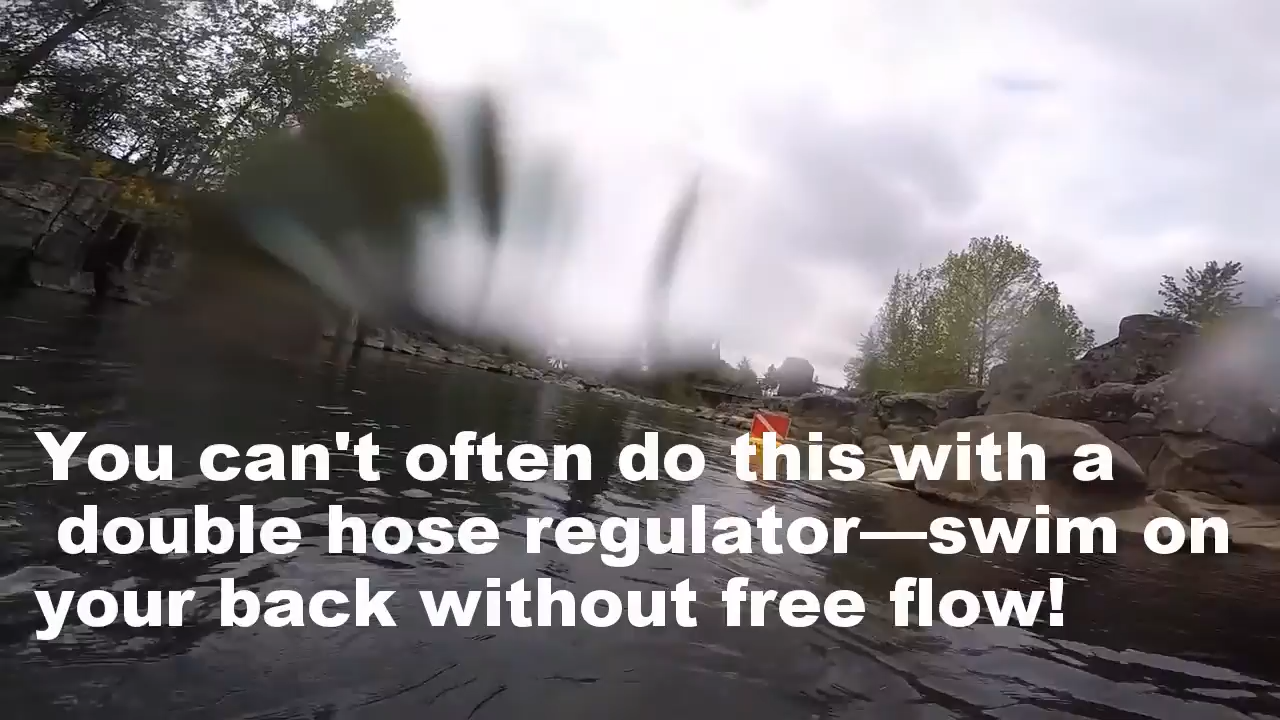 You can't often do this with a
double hose regulator—swim on
your back without free flow!